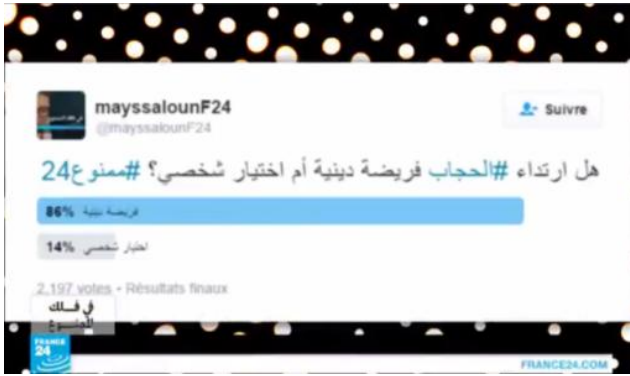 mayssalounF24
Suivre
@mayssalounF24
هل ارتداء #الحجاب فريضة دينية أم اختيار شخصي؟ #ممنوع24
86% فريضة دينية
14% اختيار شخصي
2,197 votes • Résultats finaux
في فلك
الممنوع
FRANCE
24
FRANCE24.COM